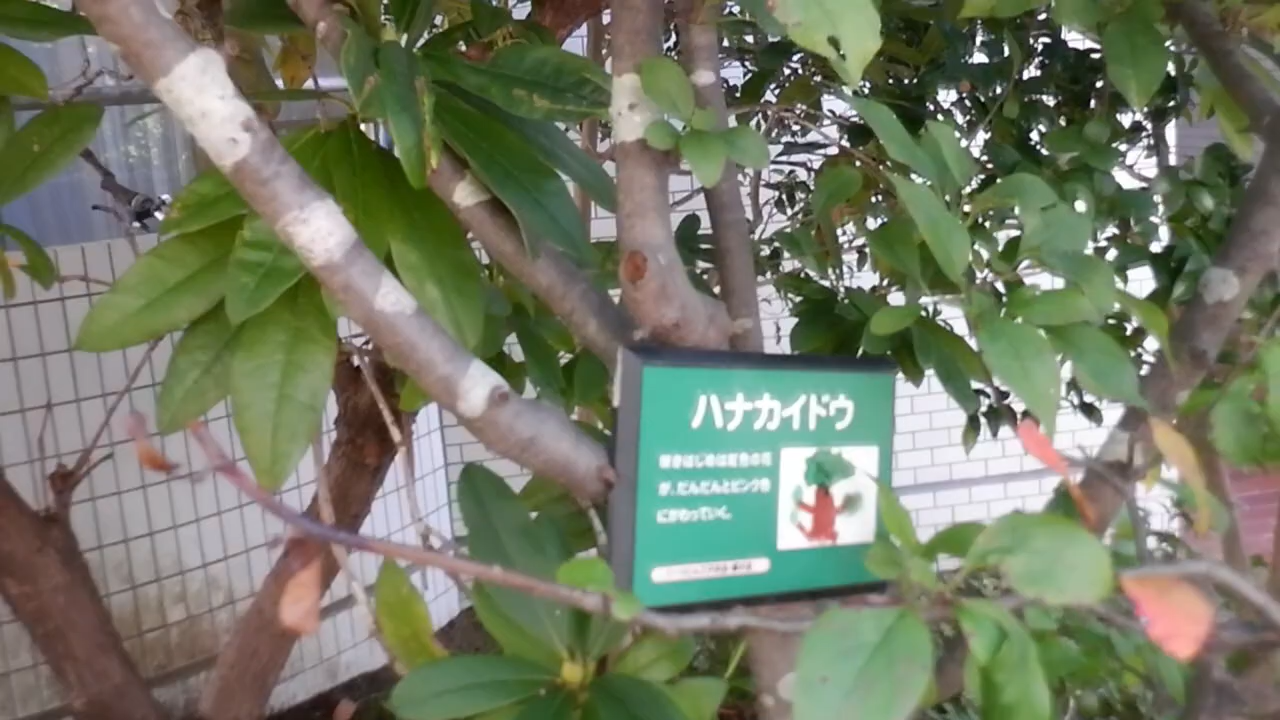 ハナカイドウ
咲きはじめは紅色の花
が、だんだんとピンク色
にかわっていく。